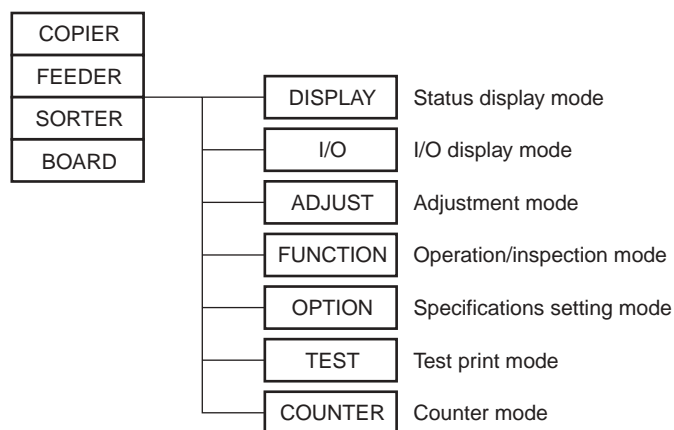 COPIER
FEEDER
SORTER
BOARD
DISPLAY Status display mode
I/O I/O display mode
ADJUST Adjustment mode
FUNCTION Operation/inspection mode
OPTION Specifications setting mode
TEST Test print mode
COUNTER Counter mode